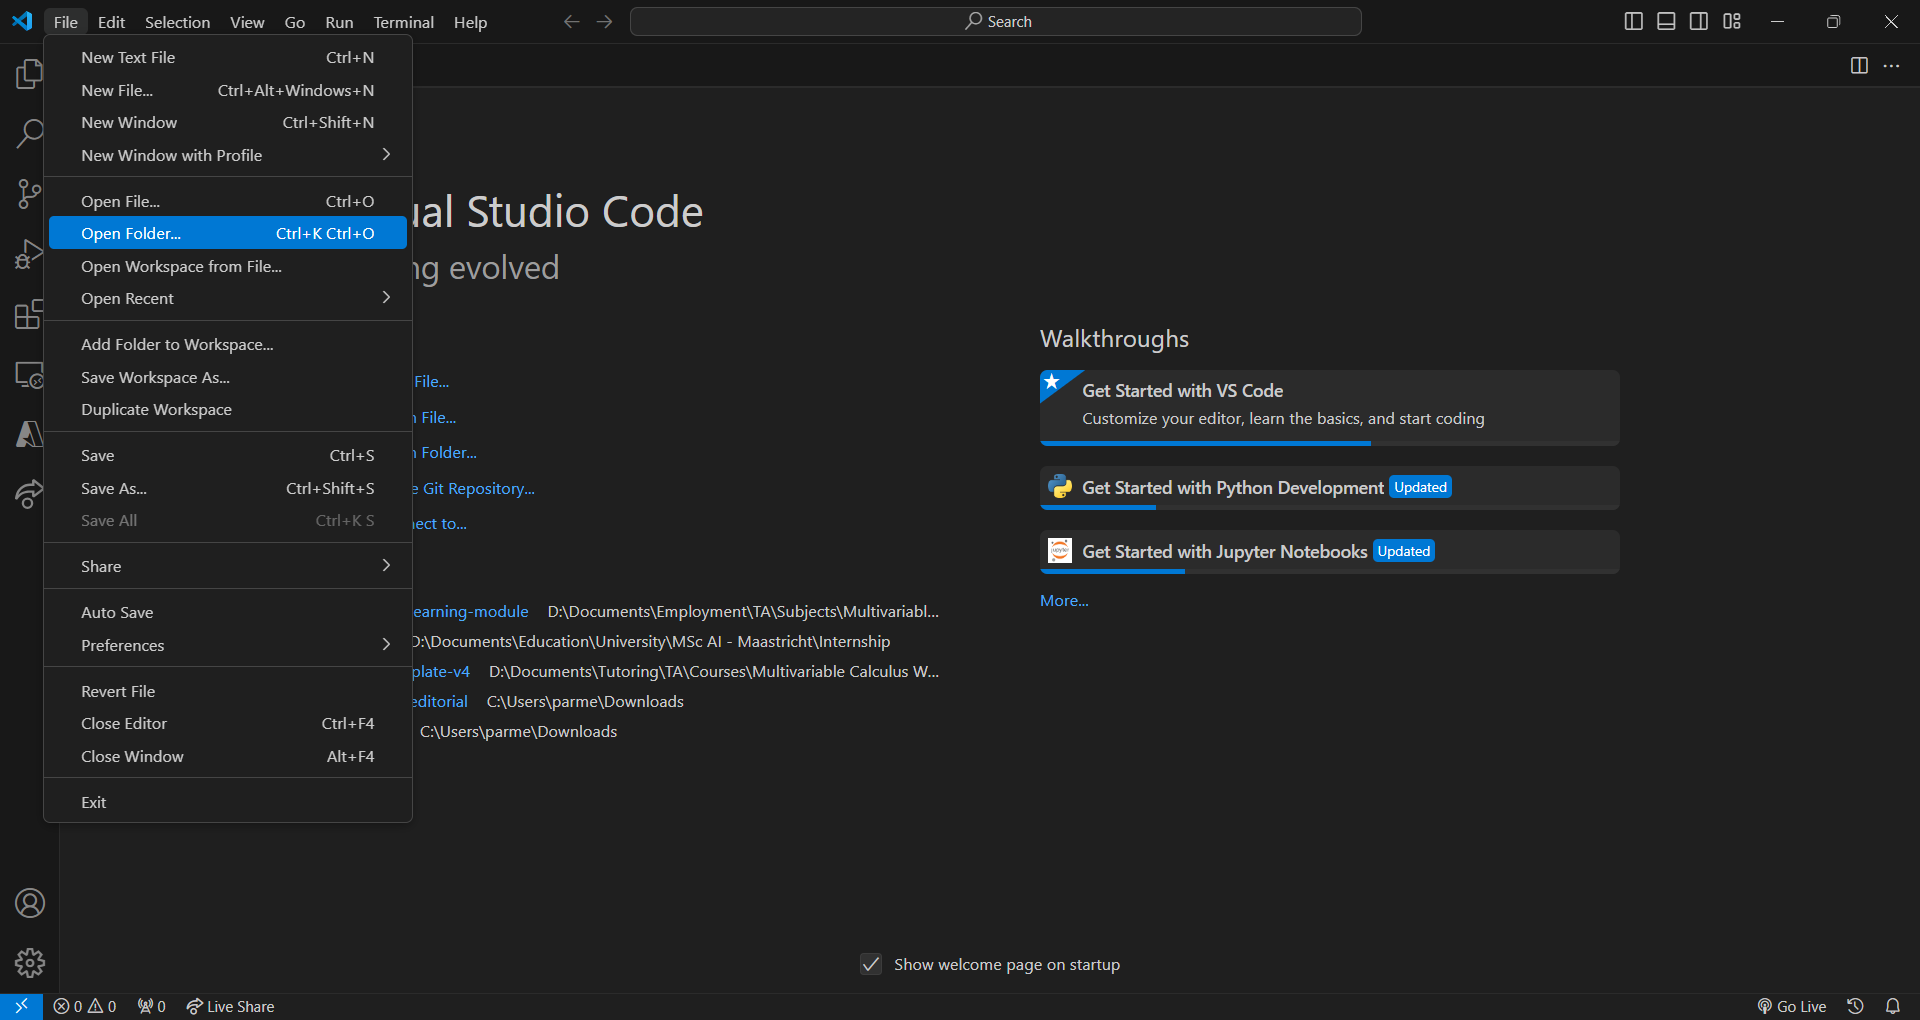 File Edit Selection View Go Run Terminal Help Search
New Text File Ctrl+N
New File... Ctrl+Alt+Windows+N
New Window Ctrl+Shift+N
New Window with Profile
Open File... Ctrl+O
Open Folder... Ctrl+K Ctrl+O
Open Workspace from File...
Open Recent
Add Folder to Workspace...
Save Workspace As...
Duplicate Workspace
Save Ctrl+S
Save As... Ctrl+Shift+S
Save All Ctrl+K S
Share
Auto Save
Preferences
Revert File
Close Editor Ctrl+F4
Close Window Alt+F4
Exit
ual Studio Code
ng evolved
File...
n File...
n Folder...
e Git Repository...
nect to...
earning-module D:\Documents\Employment\TA\Subjects\Multivariabl...
D:\Documents\Education\University\MSc AI - Maastricht\Internship
plate-v4 D:\Documents\Tutoring\TA\Courses\Multivariable Calculus W...
editorial C:\Users\parme\Downloads
C:\Users\parme\Downloads
Walkthroughs
Get Started with VS Code
Customize your editor, learn the basics, and start coding
Get Started with Python Development Updated
Get Started with Jupyter Notebooks Updated
More...
Show welcome page on startup
0 0 0 Live Share Go Live